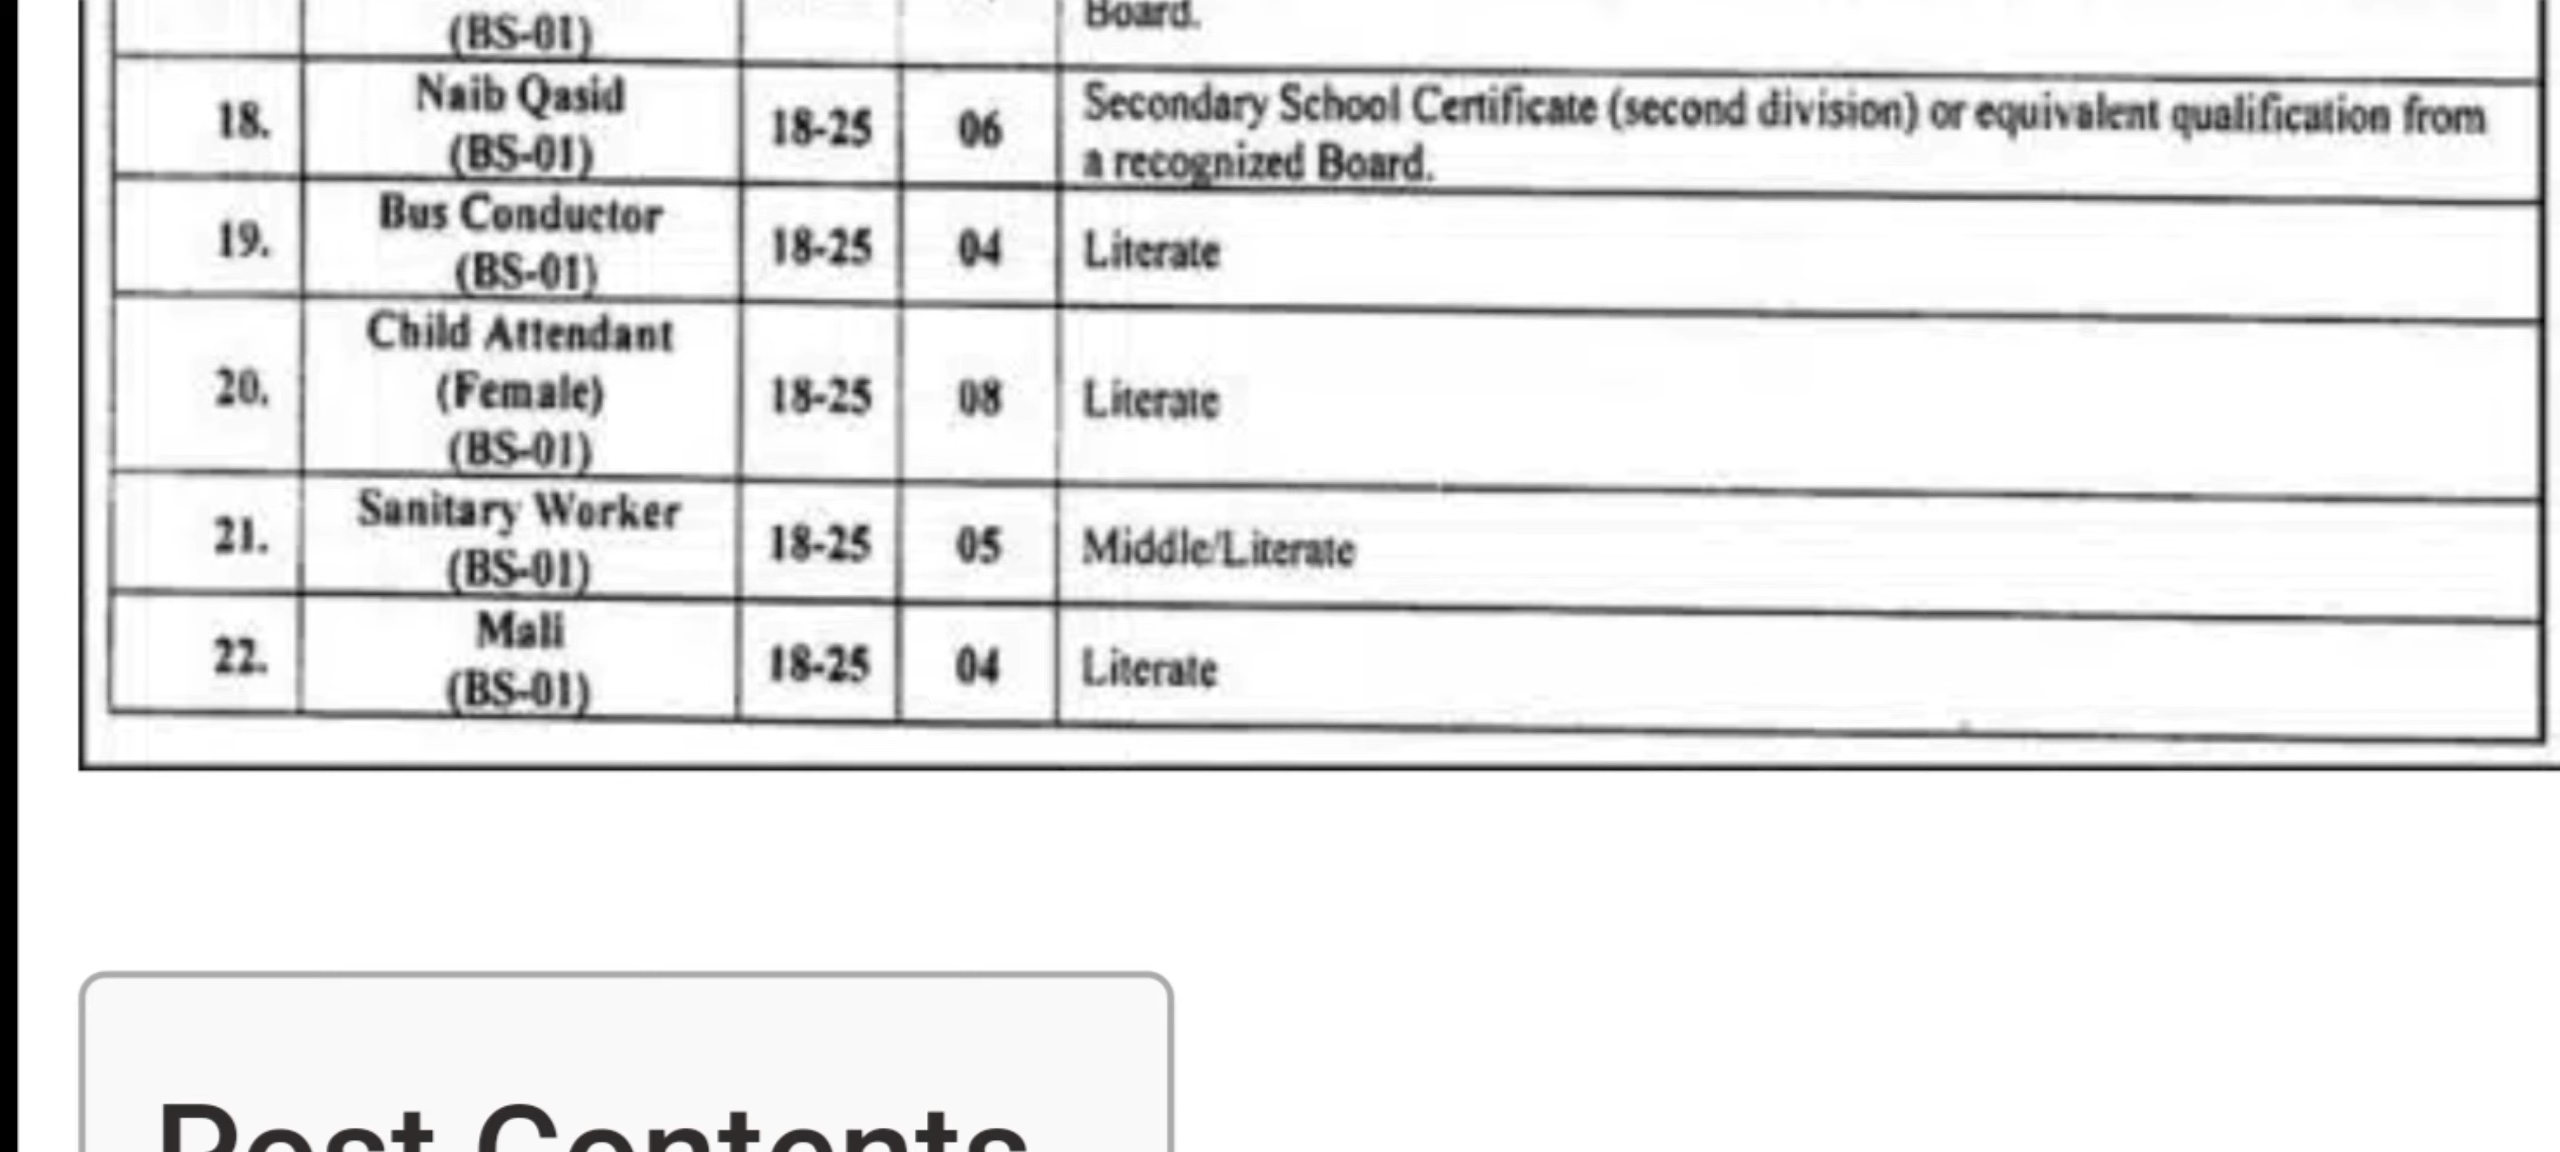 (BS-01)
Board.
18.
Naib Qasid
(BS-01)
18-25
06
Secondary School Certificate (second division) or equivalent qualification from
a recognized Board.
19.
Bus Conductor
(BS-01)
18-25
04
Literate
20.
Child Attendant
(Female)
(BS-01)
18-25
08
Literate
21.
Sanitary Worker
(BS-01)
18-25
05
Middle/Literate
22.
Mali
(BS-01)
18-25
04
Literate
Post Contents